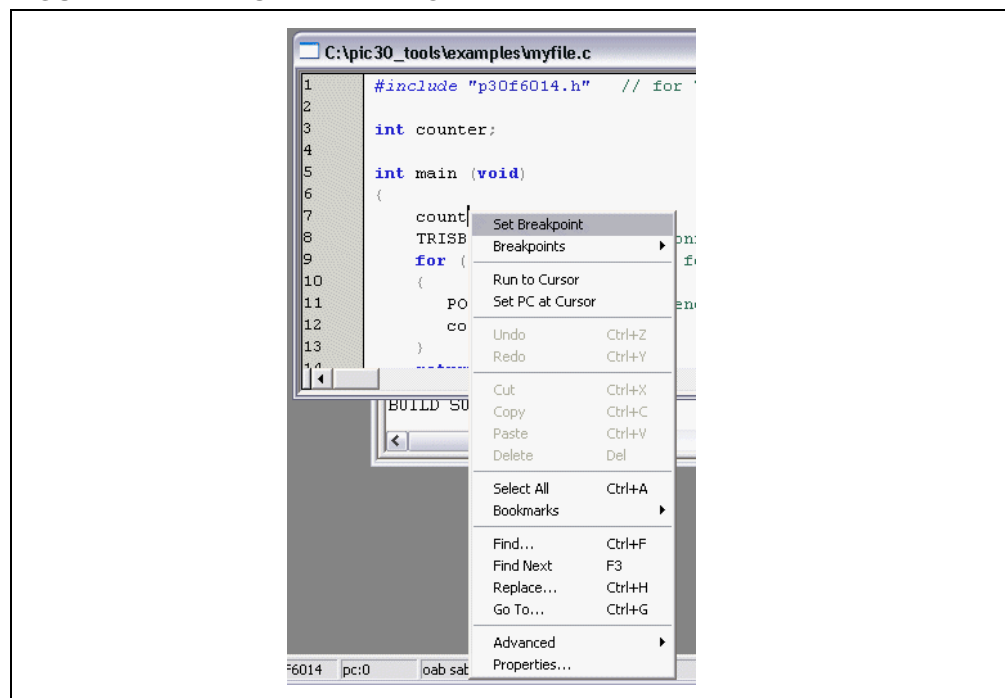 C:\pic30_tools\examples\myfile.c
1 #include "p30f6014.h" // for
2
3 int counter;
4
5 int main (void)
6 {
7 count
8 TRISB
9 for (
10 {
11 PO
12 co
13 }
14
BUILD SU
Set Breakpoint
Breakpoints
Run to Cursor
Set PC at Cursor
Undo Ctrl+Z
Redo Ctrl+Y
Cut Ctrl+X
Copy Ctrl+C
Paste Ctrl+V
Delete Del
Select All Ctrl+A
Bookmarks
Find... Ctrl+F
Find Next F3
Replace... Ctrl+H
Go To... Ctrl+G
Advanced
Properties...
F6014 pc:0 oab sab